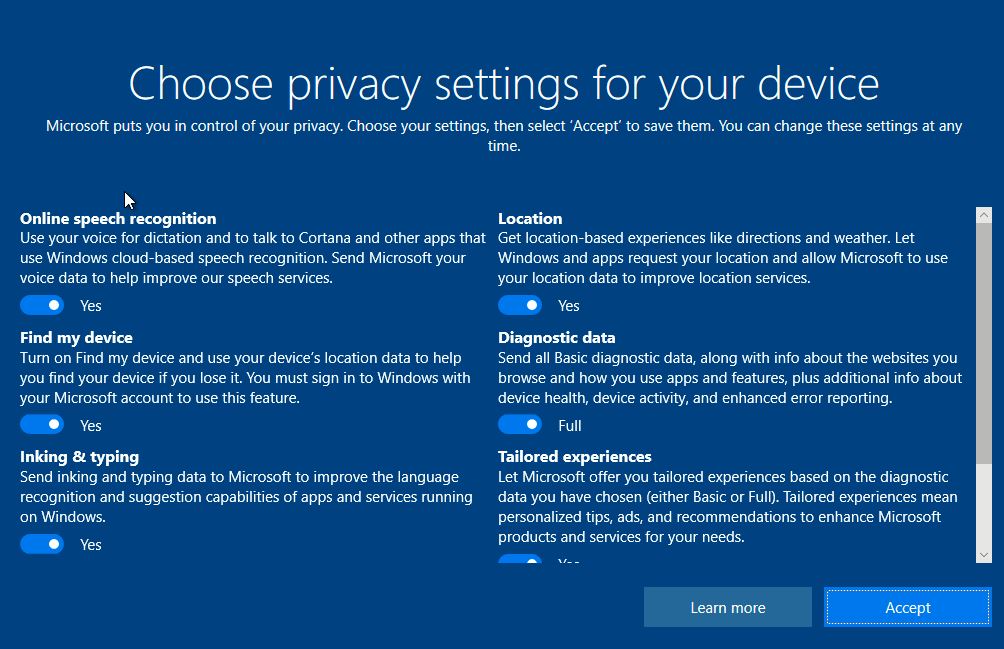 Choose privacy settings for your device
Microsoft puts you in control of your privacy. Choose your settings, then select ‘Accept’ to save them. You can change these settings at any
time.
Online speech recognition
Use your voice for dictation and to talk to Cortana and other apps that
use Windows cloud-based speech recognition. Send Microsoft your
voice data to help improve our speech services.
Yes
Location
Get location-based experiences like directions and weather. Let
Windows and apps request your location and allow Microsoft to use
your location data to improve location services.
Yes
Find my device
Turn on Find my device and use your device’s location data to help
you find your device if you lose it. You must sign in to Windows with
your Microsoft account to use this feature.
Yes
Diagnostic data
Send all Basic diagnostic data, along with info about the websites you
browse and how you use apps and features, plus additional info about
device health, device activity, and enhanced error reporting.
Full
Inking & typing
Send inking and typing data to Microsoft to improve the language
recognition and suggestion capabilities of apps and services running
on Windows.
Yes
Tailored experiences
Let Microsoft offer you tailored experiences based on the diagnostic
data you have chosen (either Basic or Full). Tailored experiences mean
personalized tips, ads, and recommendations to enhance Microsoft
products and services for your needs.
Yes
Learn more
Accept